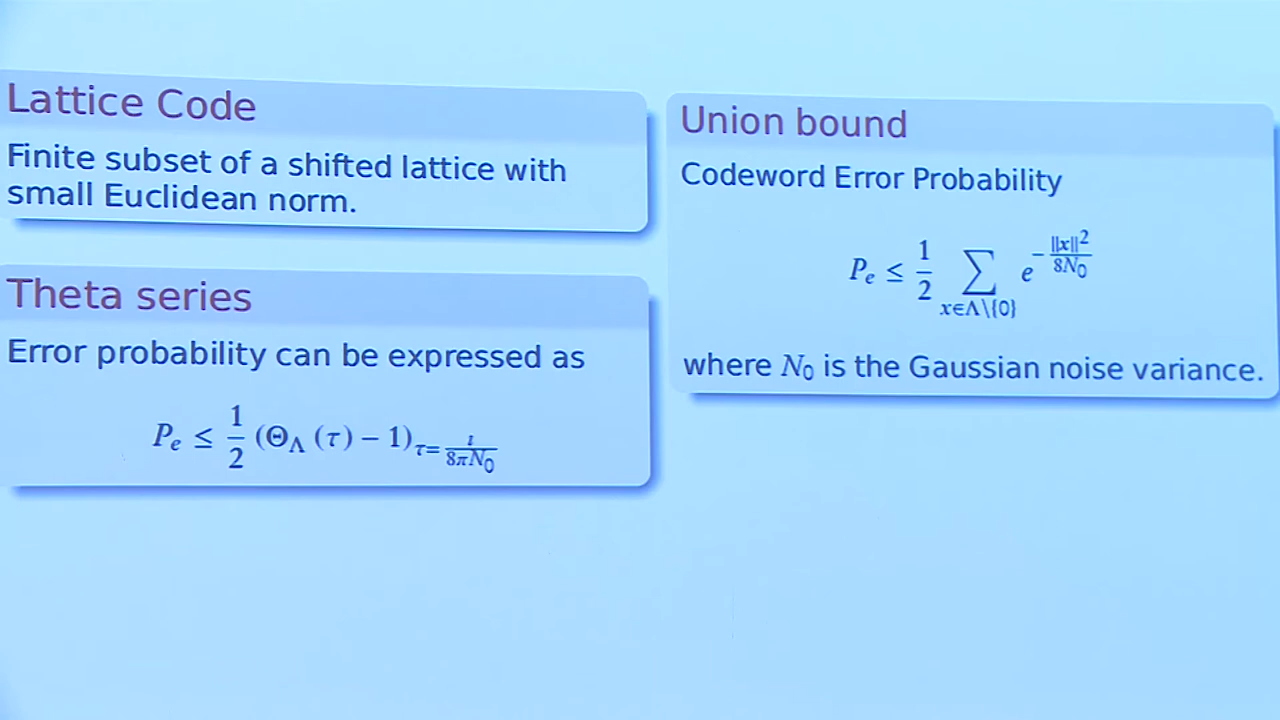 Lattice Code
Finite subset of a shifted lattice with
small Euclidean norm.
Theta series
Error probability can be expressed as
P_e ≤ 1/2 (Θ_Λ (τ) − 1)_{τ= i/(8πN_0)}
Union bound
Codeword Error Probability
P_e ≤ 1/2 ∑_{x∈Λ\{0}} e^{−‖x‖²/(8N_0)}
where N_0 is the Gaussian noise variance.